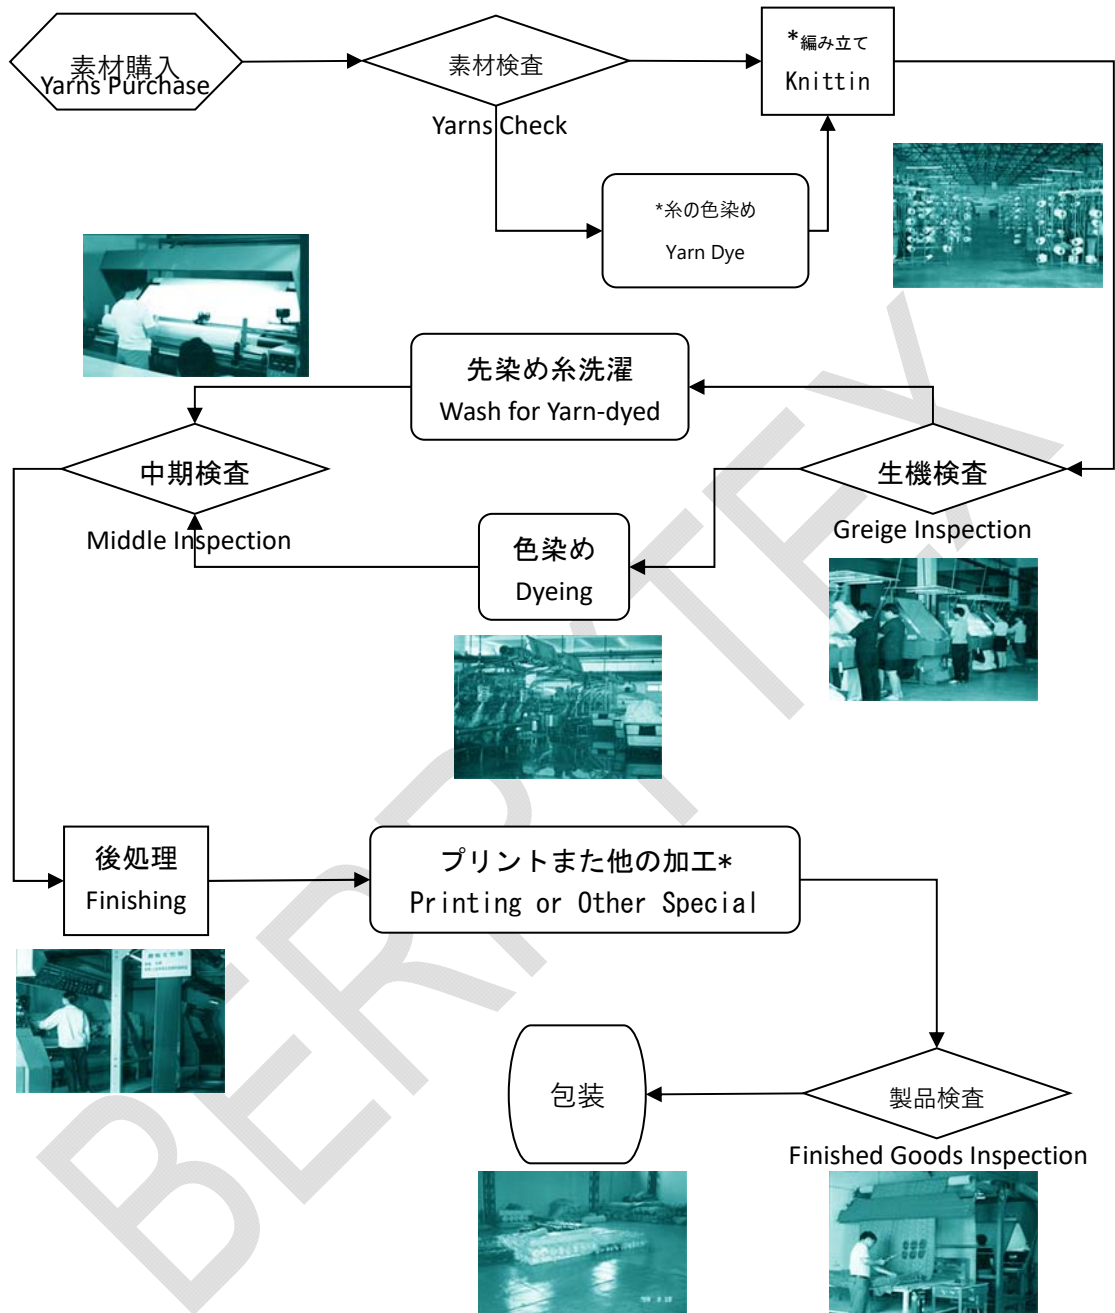 素材購入
Yarns Purchase
素材検査
Yarns Check
*編み立て
Knittin
*糸の色染め
Yarn Dye
先染め糸洗濯
Wash for Yarn-dyed
中期検査
Middle Inspection
生機検査
Greige Inspection
色染め
Dyeing
後処理
Finishing
プリントまた他の加工*
Printing or Other Special
包装
製品検査
Finished Goods Inspection
BERRYTEX